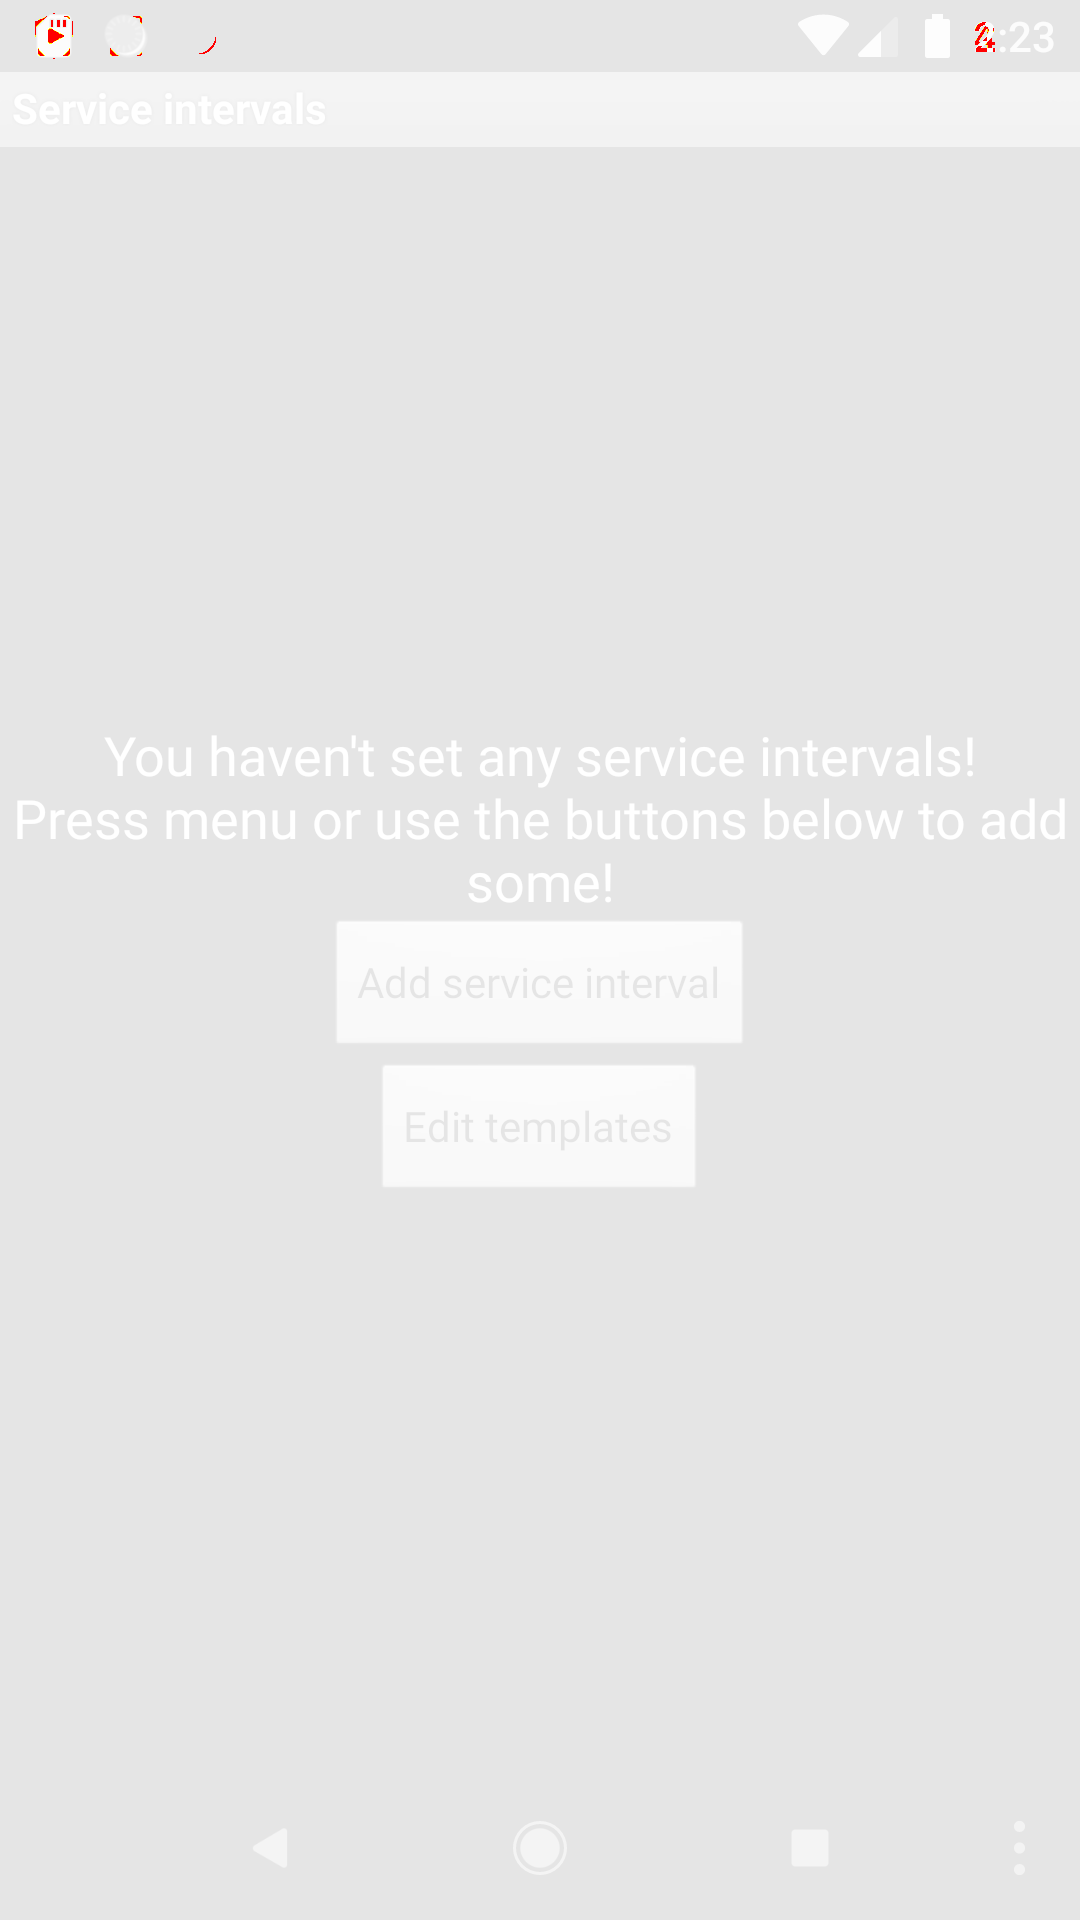 :23
Service intervals
You haven't set any service intervals!
Press menu or use the buttons below to add
some!
Add service interval
Edit templates